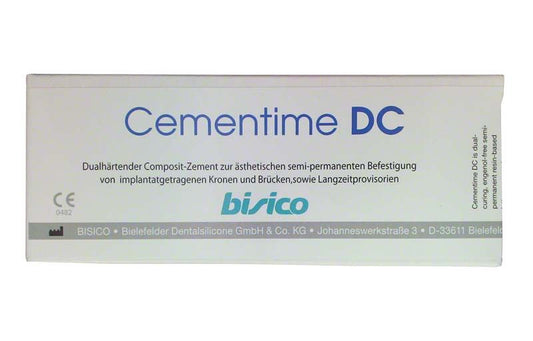 Cementime DC
Dualhärtender Composit-Zement zur ästhetischen semi-permanenten Befestigung
von implantatgetragenen Kronen und Brücken,sowie Langzeitprovisorien
bisico
CE
0482
BISICO • Bielefelder Dentalsilicone GmbH & Co. KG • Johanneswerkstraße 3 • D-33611 Bielefeld
Cementime DC is dual-
curing, engenol-free semi-
permanent resin-based